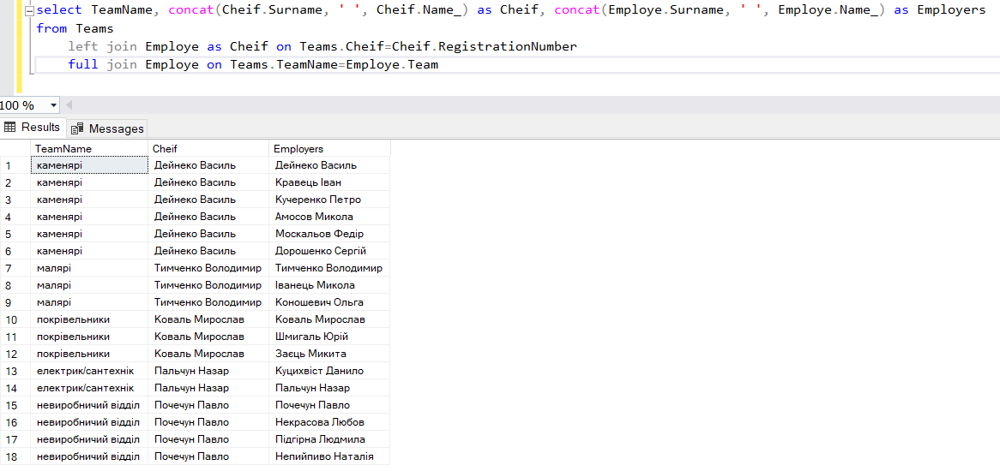 select TeamName, concat(Cheif.Surname, ' ', Cheif.Name_) as Cheif, concat(Employe.Surname, ' ', Employe.Name_) as Employers
from Teams
left join Employe as Cheif on Teams.Cheif=Cheif.RegistrationNumber
full join Employe on Teams.TeamName=Employe.Team
100 %
Results Messages
TeamName Cheif Employers
1 каменярі Дейнеко Василь Дейнеко Василь
2 каменярі Дейнеко Василь Кравець Іван
3 каменярі Дейнеко Василь Кучеренко Петро
4 каменярі Дейнеко Василь Амосов Микола
5 каменярі Дейнеко Василь Москальов Федір
6 каменярі Дейнеко Василь Дорошенко Сергій
7 малярі Тимченко Володимир Тимченко Володимир
8 малярі Тимченко Володимир Іванець Микола
9 малярі Тимченко Володимир Коношевич Ольга
10 покрівельники Коваль Мирослав Коваль Мирослав
11 покрівельники Коваль Мирослав Шмигаль Юрій
12 покрівельники Коваль Мирослав Заєць Микита
13 електрик/сантехнік Пальчун Назар Куцихвіст Данило
14 електрик/сантехнік Пальчун Назар Пальчун Назар
15 невиробничий відділ Почечун Павло Почечун Павло
16 невиробничий відділ Почечун Павло Некрасова Любов
17 невиробничий відділ Почечун Павло Підгірна Людмила
18 невиробничий відділ Почечун Павло Непийпиво Наталія